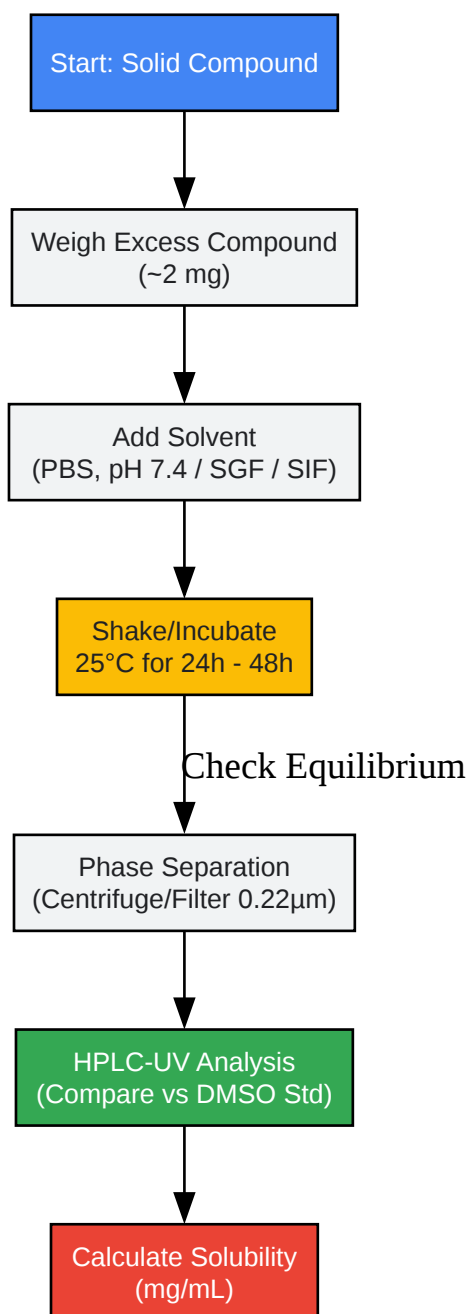 Start: Solid Compound
Weigh Excess Compound
(~2 mg)
Add Solvent
(PBS, pH 7.4 / SGF / SIF)
Shake/Incubate
25°C for 24h - 48h
Check Equilibrium
Phase Separation
(Centrifuge/Filter 0.22µm)
HPLC-UV Analysis
(Compare vs DMSO Std)
Calculate Solubility
(mg/mL)